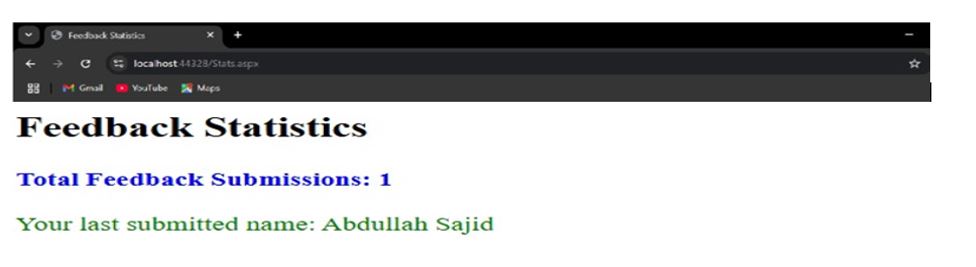 Feedback Statistics
localhost:44328/Stats.aspx
Gmail YouTube Maps
Feedback Statistics
Total Feedback Submissions: 1
Your last submitted name: Abdullah Sajid